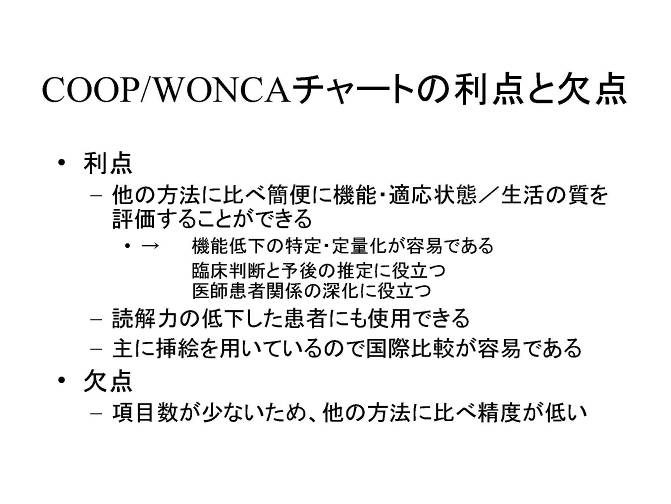 COOP/WONCAチャートの利点と欠点
• 利点
– 他の方法に比べ簡便に機能・適応状態／生活の質を
評価することができる
• → 機能低下の特定・定量化が容易である
臨床判断と予後の推定に役立つ
医師患者関係の深化に役立つ
– 読解力の低下した患者にも使用できる
– 主に挿絵を用いているので国際比較が容易である
• 欠点
– 項目数が少ないため、他の方法に比べ精度が低い